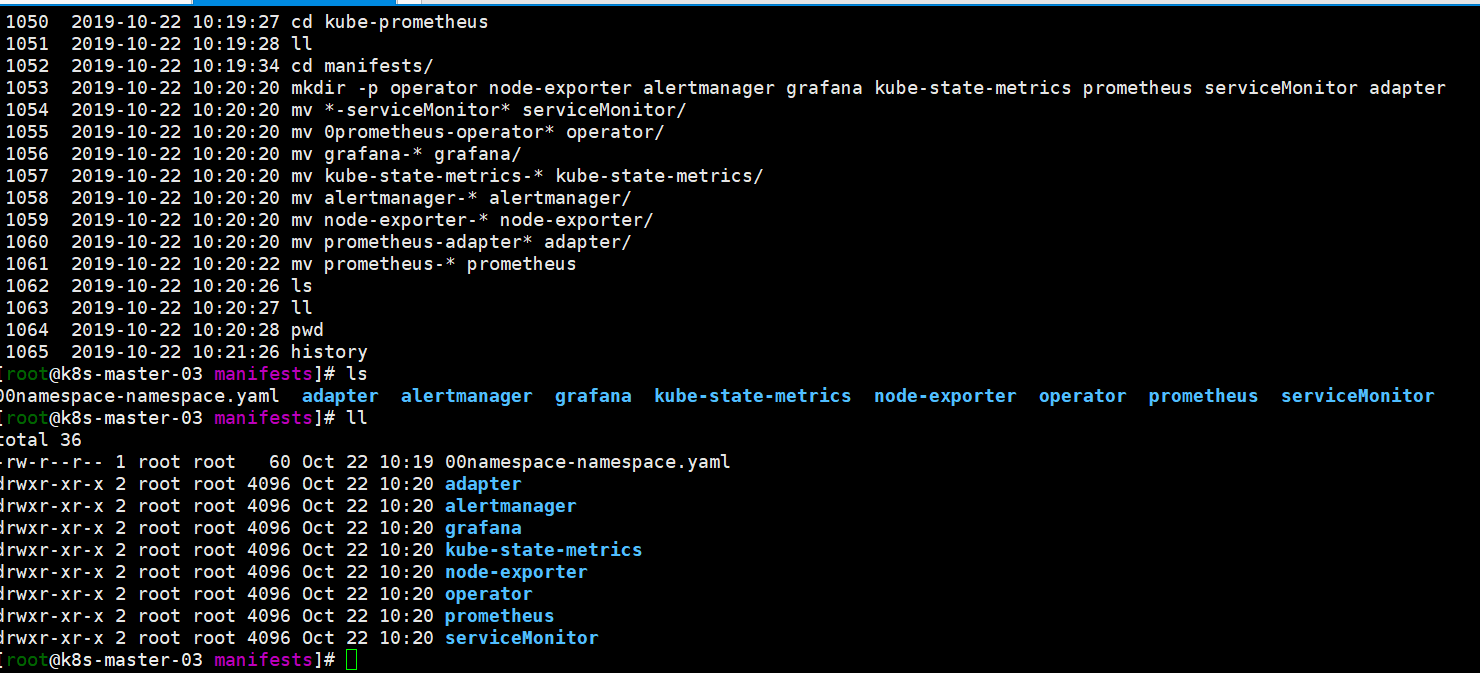 1050 2019-10-22 10:19:27 cd kube-prometheus
1051 2019-10-22 10:19:28 ll
1052 2019-10-22 10:19:34 cd manifests/
1053 2019-10-22 10:20:20 mkdir -p operator node-exporter alertmanager grafana kube-state-metrics prometheus serviceMonitor adapter
1054 2019-10-22 10:20:20 mv *-serviceMonitor* serviceMonitor/
1055 2019-10-22 10:20:20 mv 0prometheus-operator* operator/
1056 2019-10-22 10:20:20 mv grafana-* grafana/
1057 2019-10-22 10:20:20 mv kube-state-metrics-* kube-state-metrics/
1058 2019-10-22 10:20:20 mv alertmanager-* alertmanager/
1059 2019-10-22 10:20:20 mv node-exporter-* node-exporter/
1060 2019-10-22 10:20:20 mv prometheus-adapter* adapter/
1061 2019-10-22 10:20:22 mv prometheus-* prometheus
1062 2019-10-22 10:20:26 ls
1063 2019-10-22 10:20:27 ll
1064 2019-10-22 10:20:28 pwd
1065 2019-10-22 10:21:26 history
[root@k8s-master-03 manifests]# ls
00namespace-namespace.yaml adapter alertmanager grafana kube-state-metrics node-exporter operator prometheus serviceMonitor
[root@k8s-master-03 manifests]# ll
total 36
-rw-r--r-- 1 root root 60 Oct 22 10:19 00namespace-namespace.yaml
drwxr-xr-x 2 root root 4096 Oct 22 10:20 adapter
drwxr-xr-x 2 root root 4096 Oct 22 10:20 alertmanager
drwxr-xr-x 2 root root 4096 Oct 22 10:20 grafana
drwxr-xr-x 2 root root 4096 Oct 22 10:20 kube-state-metrics
drwxr-xr-x 2 root root 4096 Oct 22 10:20 node-exporter
drwxr-xr-x 2 root root 4096 Oct 22 10:20 operator
drwxr-xr-x 2 root root 4096 Oct 22 10:20 prometheus
drwxr-xr-x 2 root root 4096 Oct 22 10:20 serviceMonitor
[root@k8s-master-03 manifests]#